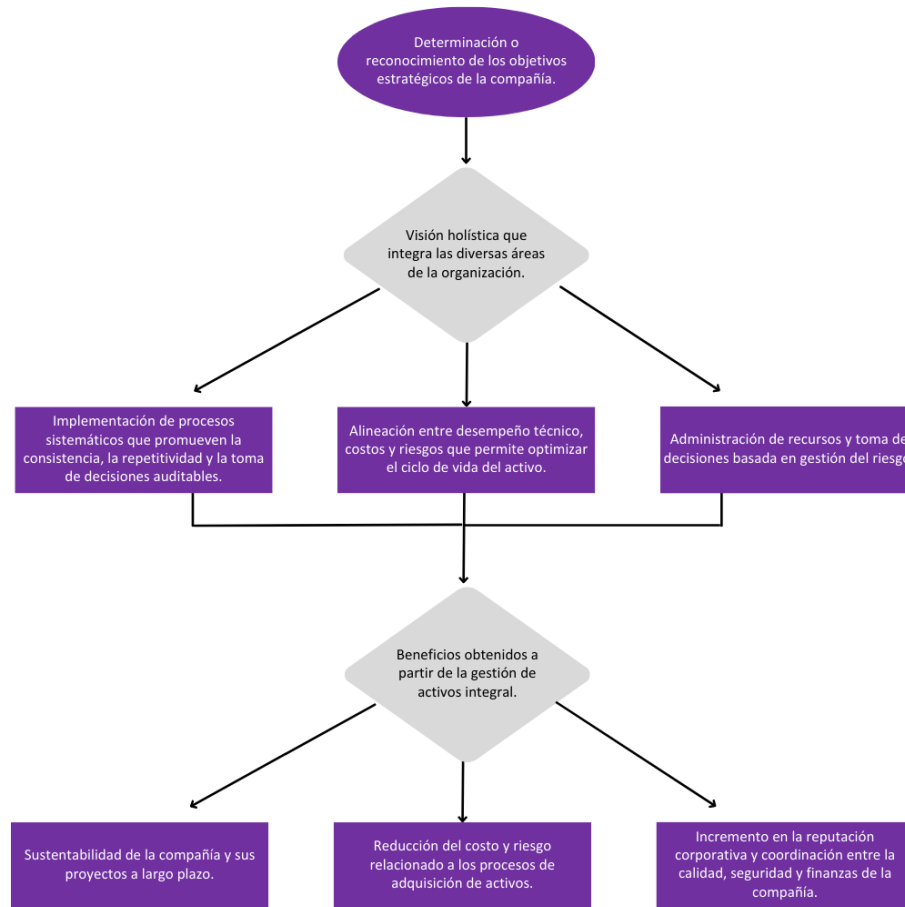 Determinación o
reconocimiento de los objetivos
estratégicos de la compañía.
Visión holística que
integra las diversas áreas
de la organización.
Implementación de procesos
sistemáticos que promueven la
consistencia, la repetitividad y la toma
de decisiones auditables.
Alineación entre desempeño técnico,
costos y riesgos que permite optimizar
el ciclo de vida del activo.
Administración de recursos y toma de
decisiones basada en gestión del riesgo
Beneficios obtenidos a
partir de la gestión de
activos integral.
Sustentabilidad de la compañía y sus
proyectos a largo plazo.
Reducción del costo y riesgo
relacionado a los procesos de
adquisición de activos.
Incremento en la reputación
corporativa y coordinación entre la
calidad, seguridad y finanzas de la
compañía.